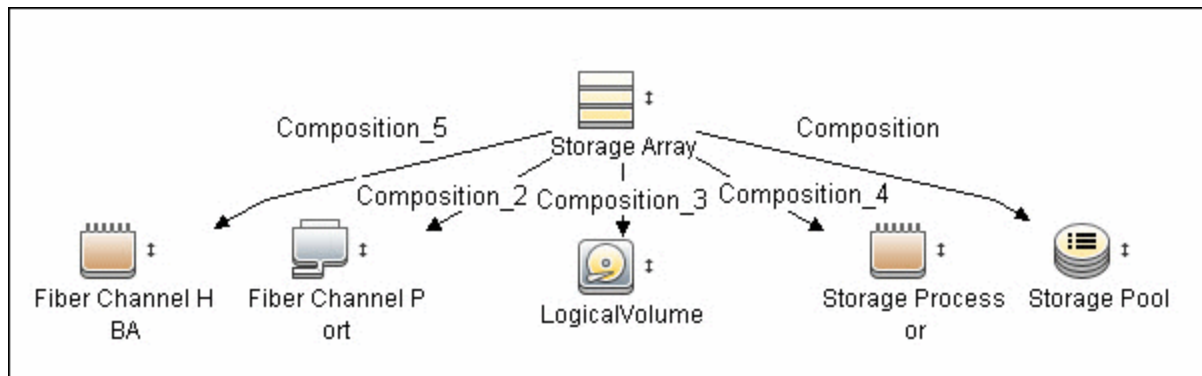 Composition_5
Composition
Storage Array
Composition_2
Composition_3
Composition_4
Fiber Channel H
BA
Fiber Channel P
ort
LogicalVolume
Storage Process
or
Storage Pool